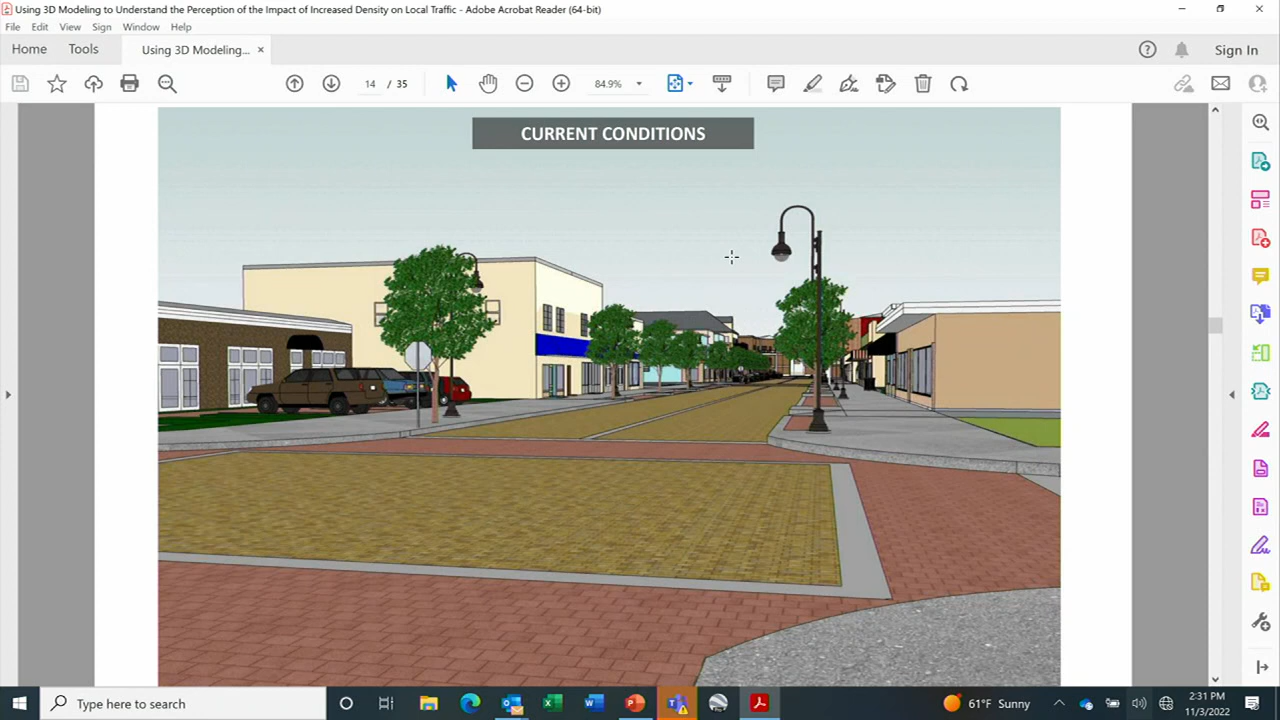 Using 3D Modeling to Understand the Perception of the Impact of Increased Density on Local Traffic - Adobe Acrobat Reader (64-bit)
File Edit View Sign Window Help
Home Tools Using 3D Modeling... × Sign In
14 / 35 84.9%
CURRENT CONDITIONS
Type here to search
61°F Sunny
2:31 PM
11/3/2022